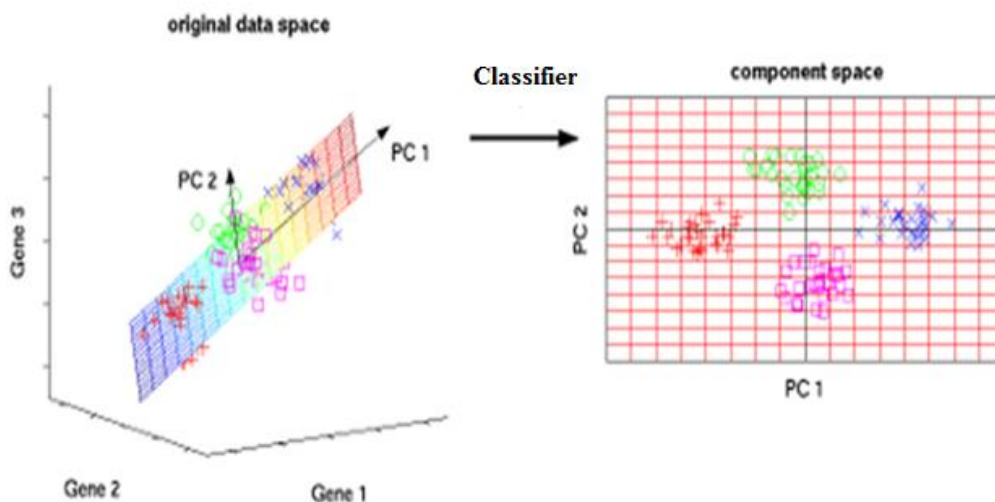 original data space
Classifier
component space
PC 1
PC 2
Gene 3
PC 2
Gene 2
Gene 1
PC 1